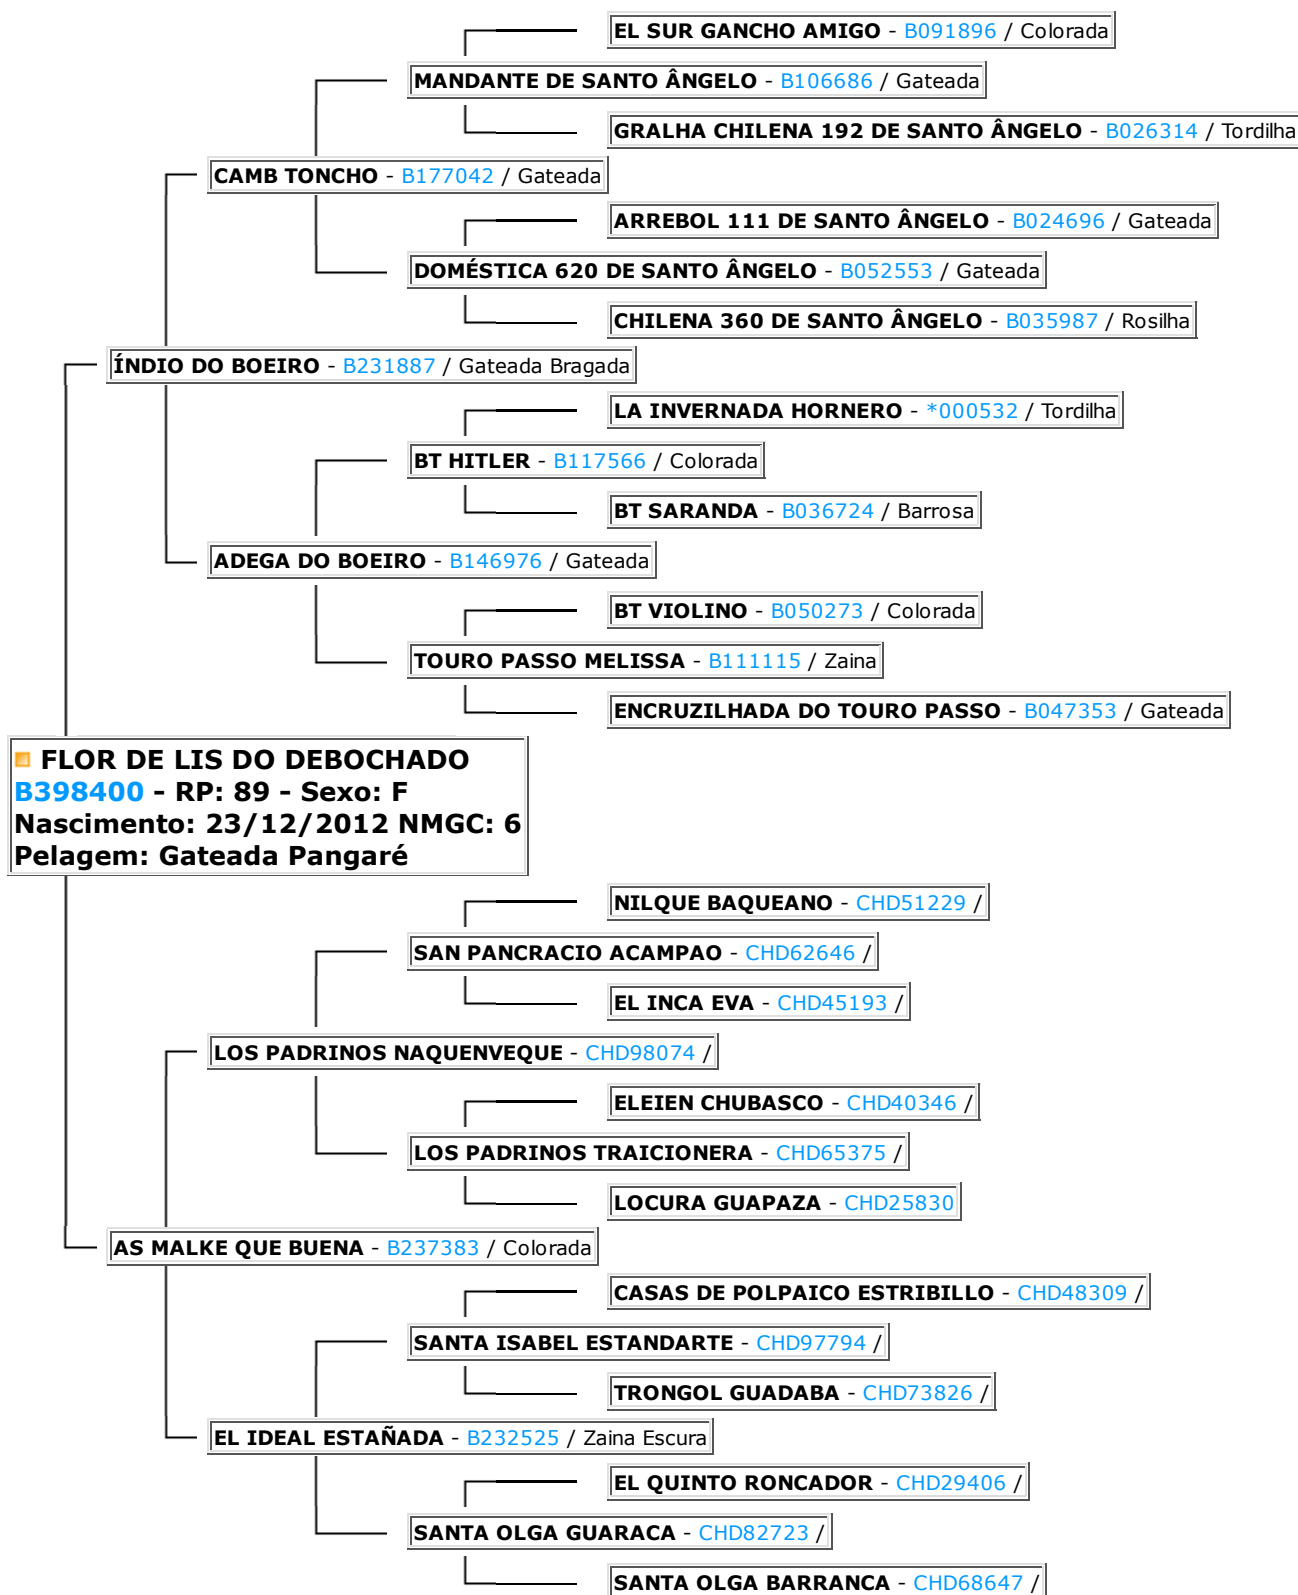 EL SUR GANCHO AMIGO - B091896 / Colorada
MANDANTE DE SANTO ÂNGELO - B106686 / Gateada
GRALHA CHILENA 192 DE SANTO ÂNGELO - B026314 / Tordilha
CAMB TONCHO - B177042 / Gateada
ARREBOL 111 DE SANTO ÂNGELO - B024696 / Gateada
DOMÉSTICA 620 DE SANTO ÂNGELO - B052553 / Gateada
CHILENA 360 DE SANTO ÂNGELO - B035987 / Rosilha
ÍNDIO DO BOEIRO - B231887 / Gateada Bragada
LA INVERNADA HORNERO - *000532 / Tordilha
BT HITLER - B117566 / Colorada
BT SARANDA - B036724 / Barrosa
ADEGA DO BOEIRO - B146976 / Gateada
BT VIOLINO - B050273 / Colorada
TOURO PASSO MELISSA - B111115 / Zaina
ENCRUZILHADA DO TOURO PASSO - B047353 / Gateada
FLOR DE LIS DO DEBOCHADO
B398400 - RP: 89 - Sexo: F
Nascimento: 23/12/2012 NMGC: 6
Pelagem: Gateada Pangaré
NILQUE BAQUEANO - CHD51229 /
SAN PANCRACIO ACAMPAO - CHD62646 /
EL INCA EVA - CHD45193 /
LOS PADRINOS NAQUENVEQUE - CHD98074 /
ELEIEN CHUBASCO - CHD40346 /
LOS PADRINOS TRAICIONERA - CHD65375 /
LOCURA GUAPAZA - CHD25830
AS MALKE QUE BUENA - B237383 / Colorada
CASAS DE POLPAICO ESTRIBILLO - CHD48309 /
SANTA ISABEL ESTANDARTE - CHD97794 /
TRONGOL GUADABA - CHD73826 /
EL IDEAL ESTAÑADA - B232525 / Zaina Escura
EL QUINTO RONCADOR - CHD29406 /
SANTA OLGA GUARACA - CHD82723 /
SANTA OLGA BARRANCA - CHD68647 /